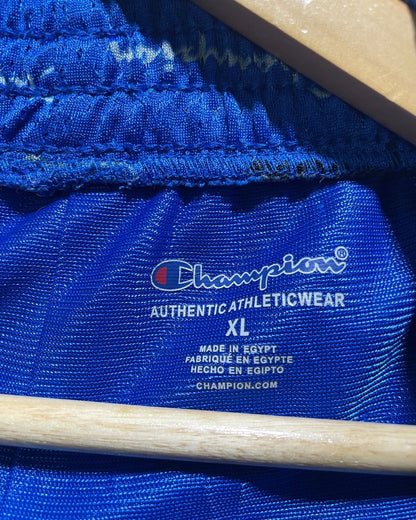 Champion®
AUTHENTIC ATHLETICWEAR
XL
MADE IN EGYPT
FABRIQUÉ EN EGYPTE
HECHO EN EGIPTO
CHAMPION.COM